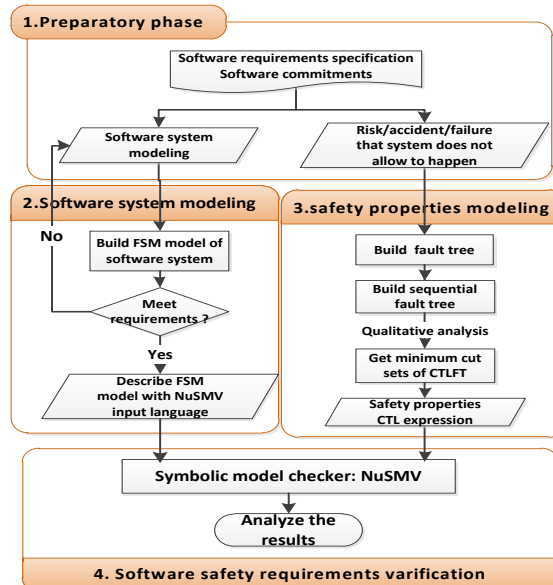 1.Preparatory phase
Software requirements specification
Software commitments
Software system
modeling
Risk/accident/failure
that system does not
allow to happen
2.Software system modeling
No
Build FSM model of
software system
Meet
requirements ?
Yes
Describe FSM
model with NuSMV
input language
3.safety properties modeling
Build fault tree
Build sequential
fault tree
Qualitative analysis
Get minimum cut
sets of CTLFT
Safety properties
CTL expression
Symbolic model checker: NuSMV
Analyze the
results
4. Software safety requirements varification